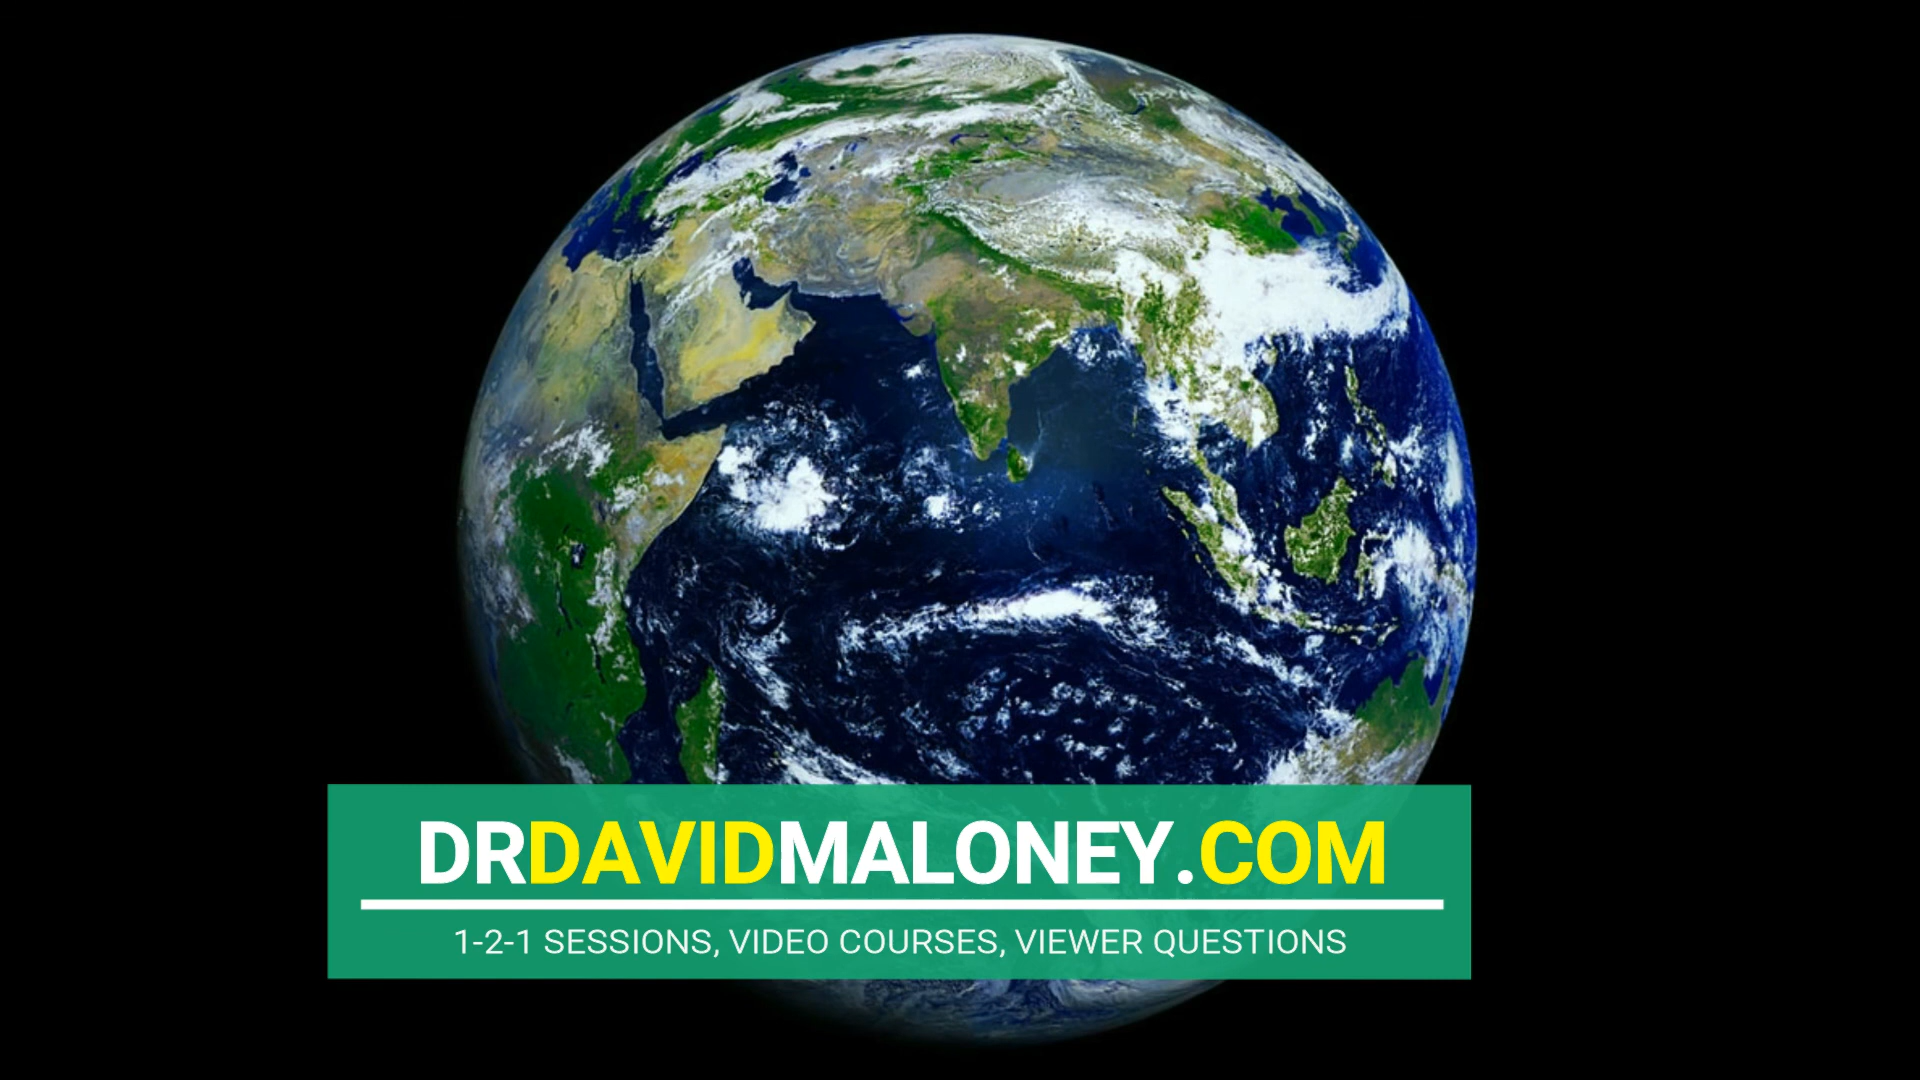 DRDAVIDMALONEY.COM
1-2-1 SESSIONS, VIDEO COURSES, VIEWER QUESTIONS